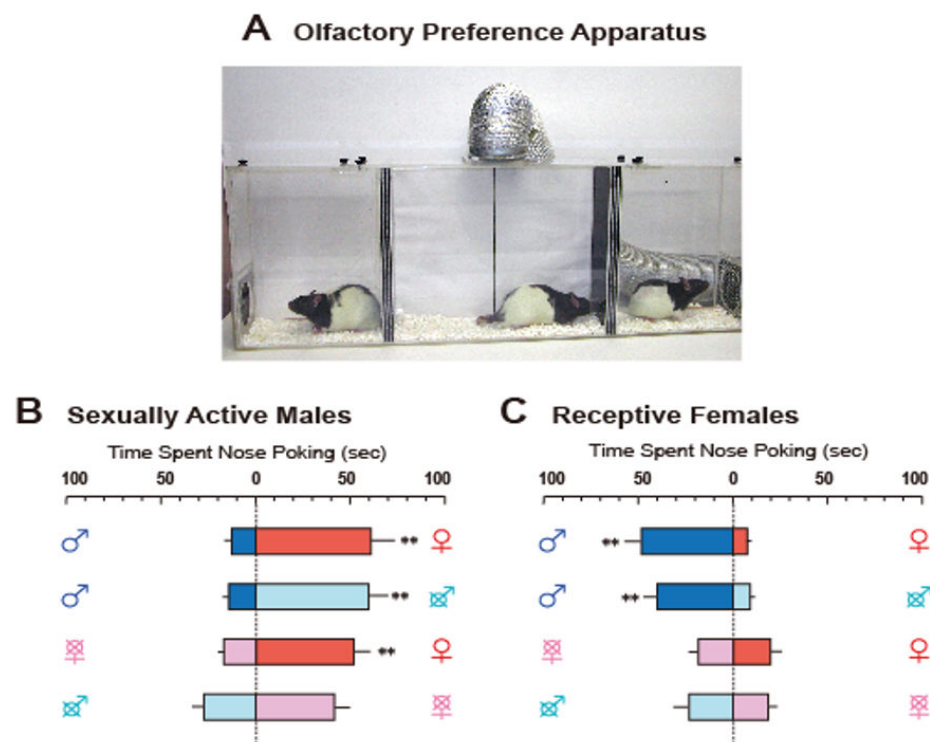 A Olfactory Preference Apparatus
B Sexually Active Males
Time Spent Nose Poking (sec)
100 50 0 50 100
♂ ** ♀
♂ **
** ♀
C Receptive Females
Time Spent Nose Poking (sec)
100 50 0 50 100
♂ ** ♀
♂ **
♀